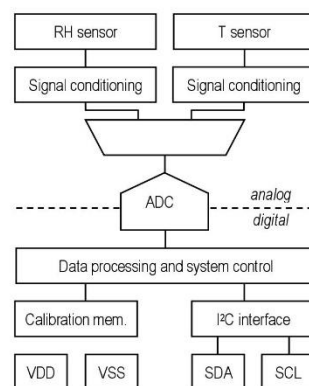 RH sensor
T sensor
Signal conditioning
Signal conditioning
ADC
analog
digital
Data processing and system control
Calibration mem.
I²C interface
VDD
VSS
SDA
SCL